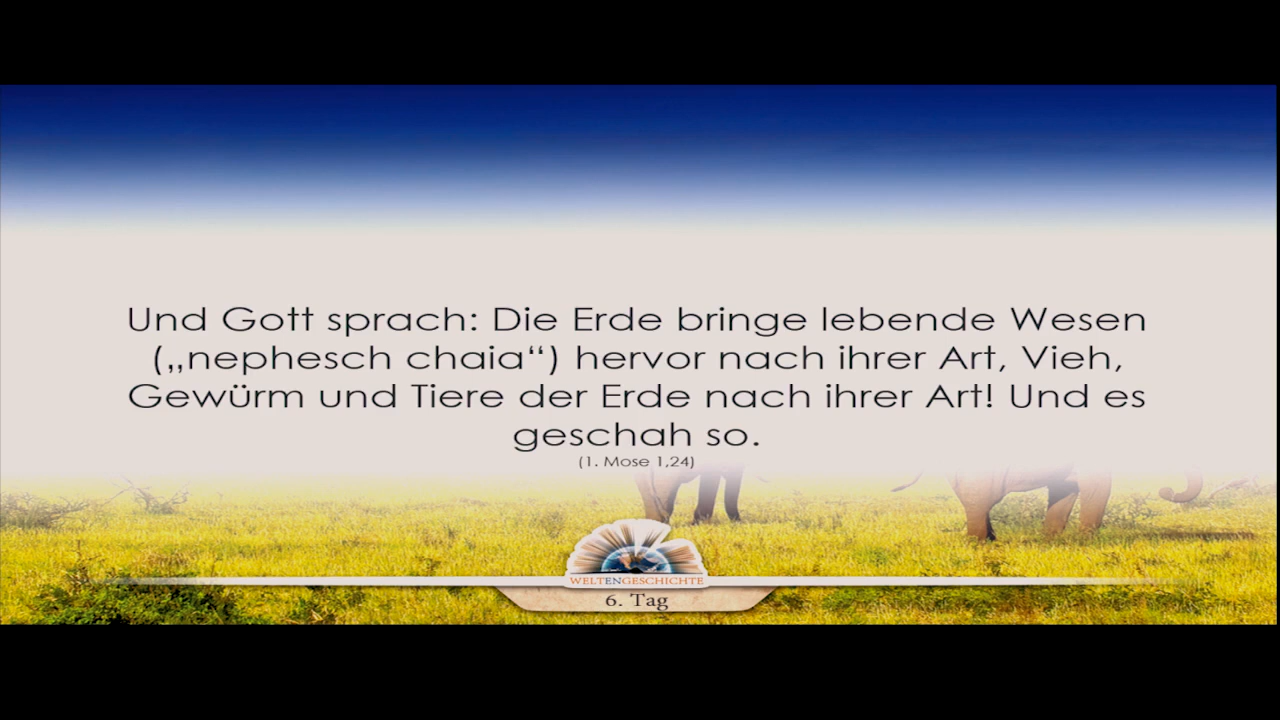 Und Gott sprach: Die Erde bringe lebende Wesen
(„nephesch chaia“) hervor nach ihrer Art, Vieh,
Gewürm und Tiere der Erde nach ihrer Art! Und es
geschah so.
(1. Mose 1,24)
WELTENGESCHICHTE
6. Tag